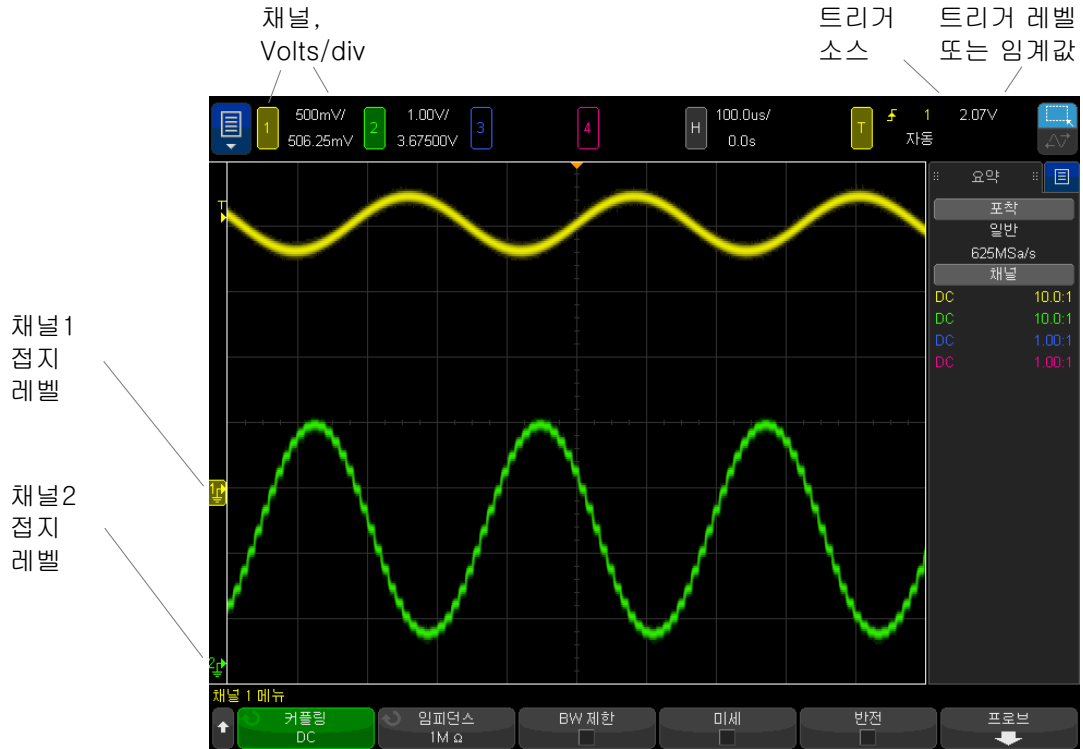 채널,
Volts/div
트리거
소스
트리거 레벨
또는 임계값
1
500mV/
506.25mV
2
1.00V/
3.67500V
3
4
H
100.0us/
0.0s
T
1
자동
2.07V
요약
포착
일반
625MSa/s
채널
DC 10.0:1
DC 10.0:1
DC 1.00:1
DC 1.00:1
T
채널1
접지
레벨
1
채널2
접지
레벨
2
채널 1 메뉴
커플링
DC
임피던스
1M Ω
BW 제한
미세
반전
프로브